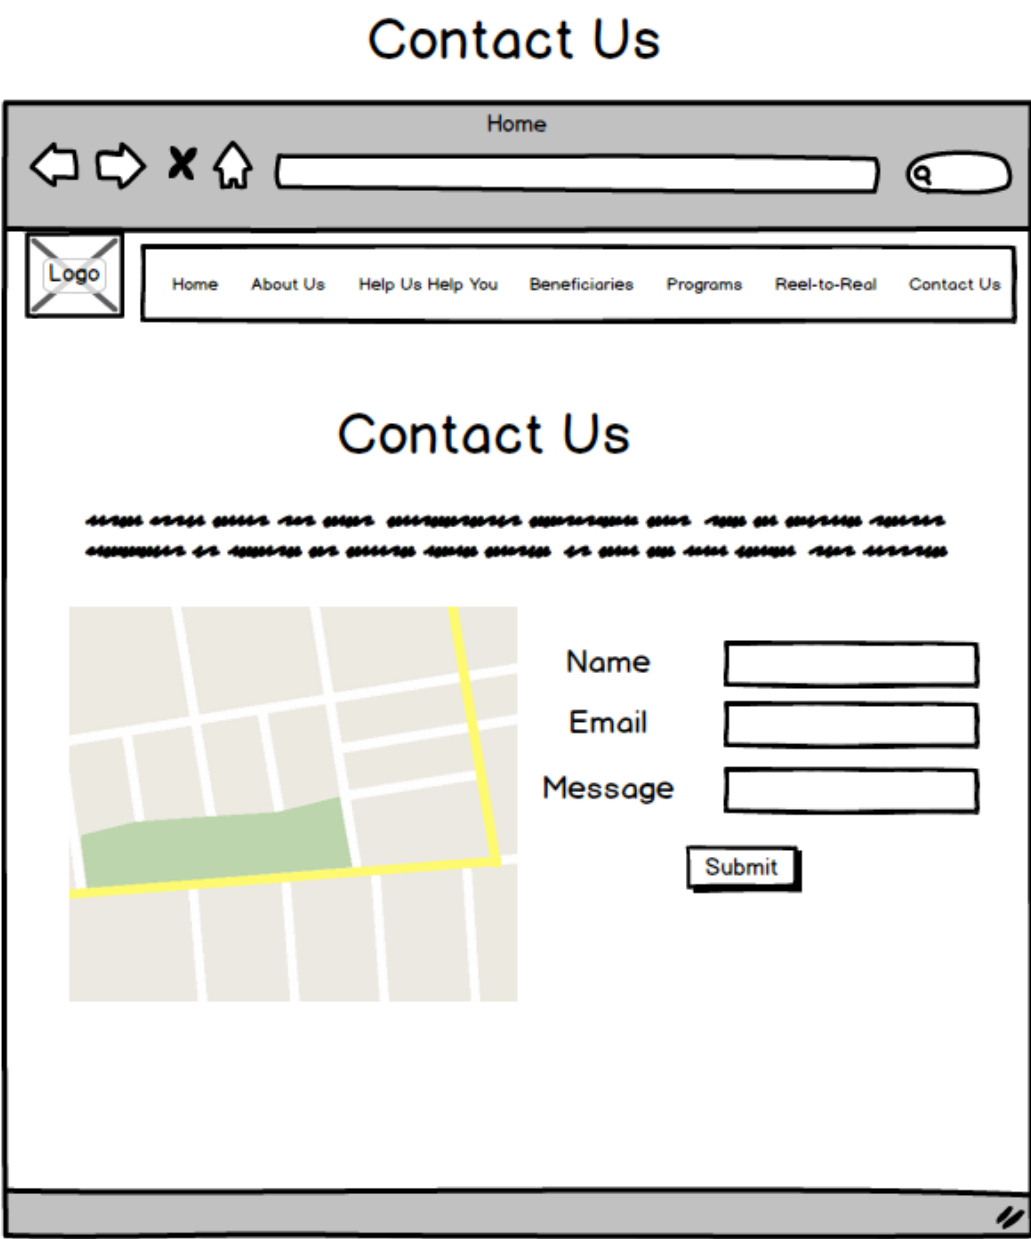 Contact Us
Home
Logo
Home About Us Help Us Help You Beneficiaries Programs Reel-to-Real Contact Us
Contact Us
Name
Email
Message
Submit